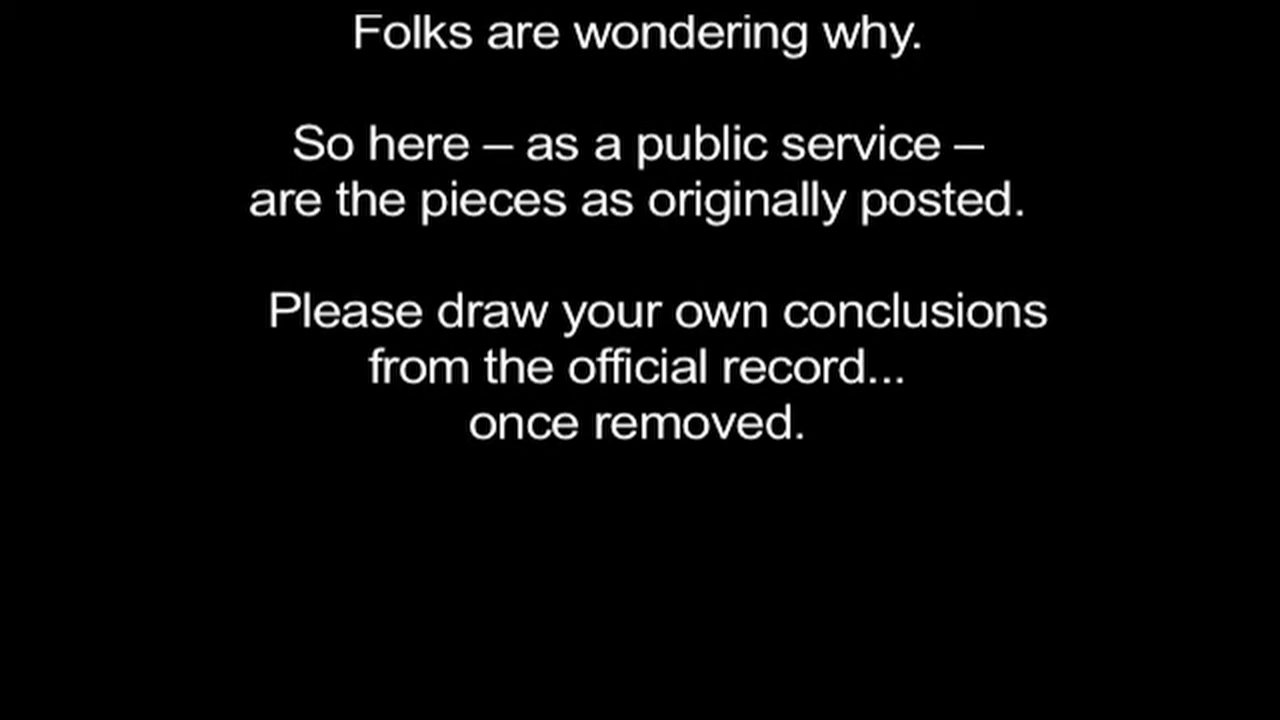 Folks are wondering why.
So here – as a public service –
are the pieces as originally posted.
Please draw your own conclusions
from the official record...
once removed.